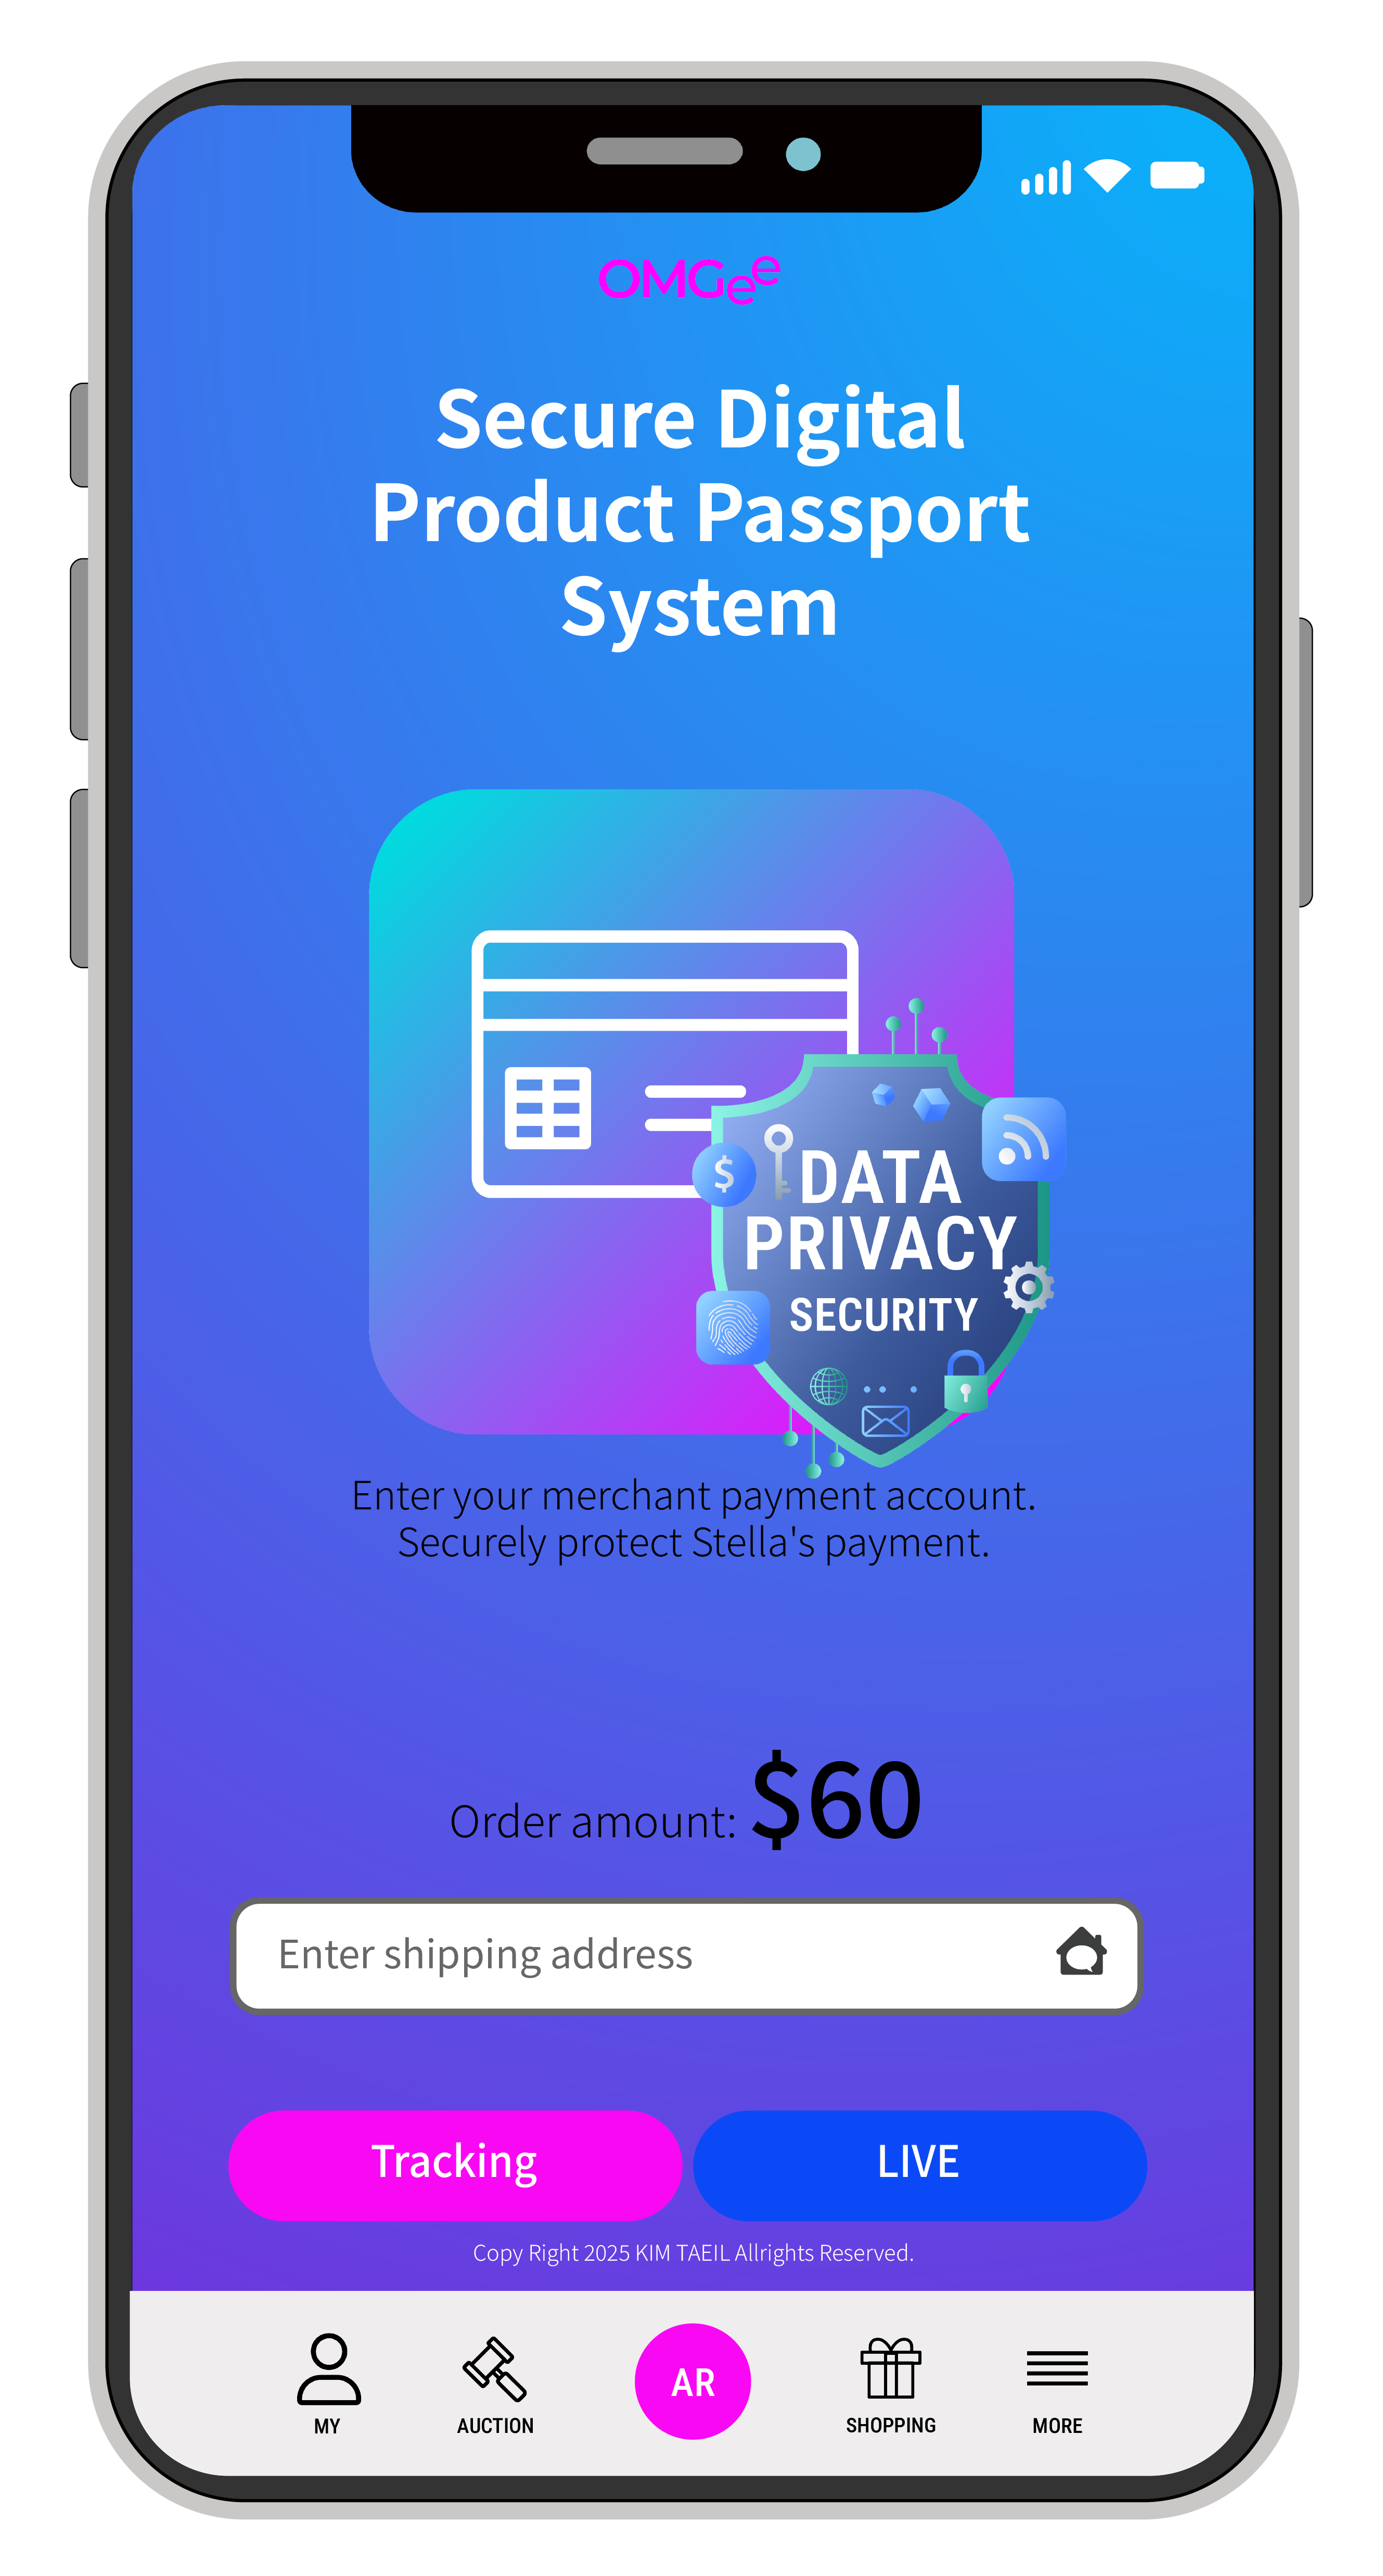 OMGee
Secure Digital
Product Passport
System
$
DATA
PRIVACY
SECURITY
Enter your merchant payment account.
Securely protect Stella's payment.
Order amount: $60
Enter shipping address
Tracking
LIVE
Copy Right 2025 KIM TAEIL Allrights Reserved.
AR
MY
AUCTION
SHOPPING
MORE